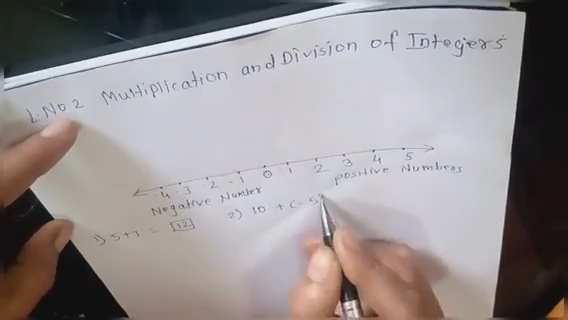 L.No 2 Multiplication and Division of Integers
-4 -3 -2 -1 0 1 2 3 4 5
Negative Number positive Numbers
1) 5+7 = 12 2) 10 + (-5